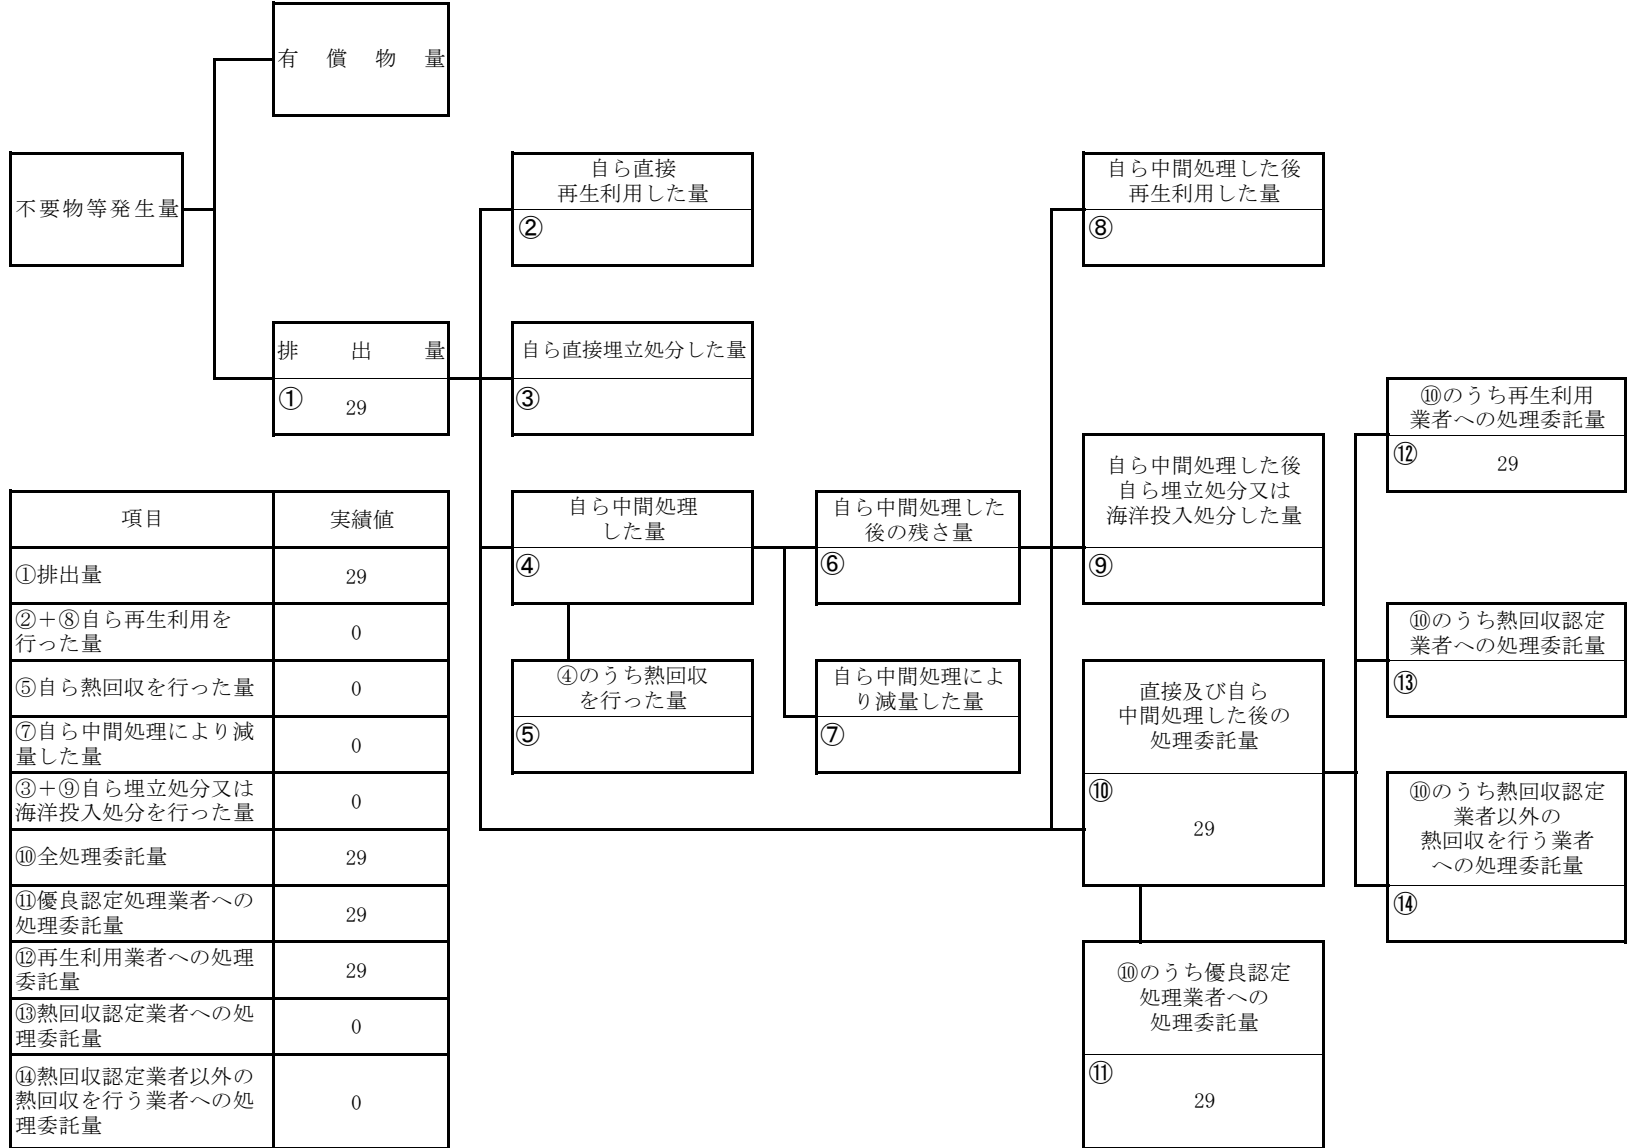 有償物量
不要物等発生量
排出量
①
29
自ら直接
再生利用した量
②
自ら直接埋立処分した量
③
自ら中間処理
した量
④
④のうち熱回収
を行った量
⑤
自ら中間処理した
後の残さ量
⑥
自ら中間処理によ
り減量した量
⑦
自ら中間処理した後
再生利用した量
⑧
自ら中間処理した後
自ら埋立処分又は
海洋投入処分した量
⑨
直接及び自ら
中間処理した後の
処理委託量
⑩
29
⑩のうち優良認定
処理業者への
処理委託量
⑪
29
⑩のうち再生利用
業者への処理委託量
⑫
29
⑩のうち熱回収認定
業者への処理委託量
⑬
⑩のうち熱回収認定
業者以外の
熱回収を行う業者
への処理委託量
⑭
項目 実績値
①排出量 29
②+⑧自ら再生利用を
行った量
0
⑤自ら熱回収を行った量 0
⑦自ら中間処理により減
量した量
0
③+⑨自ら埋立処分又は
海洋投入処分を行った量
0
⑩全処理委託量 29
⑪優良認定処理業者への
処理委託量
29
⑫再生利用業者への処理
委託量
29
⑬熱回収認定業者への処
理委託量
0
⑭熱回収認定業者以外の
熱回収を行う業者への処
理委託量
0